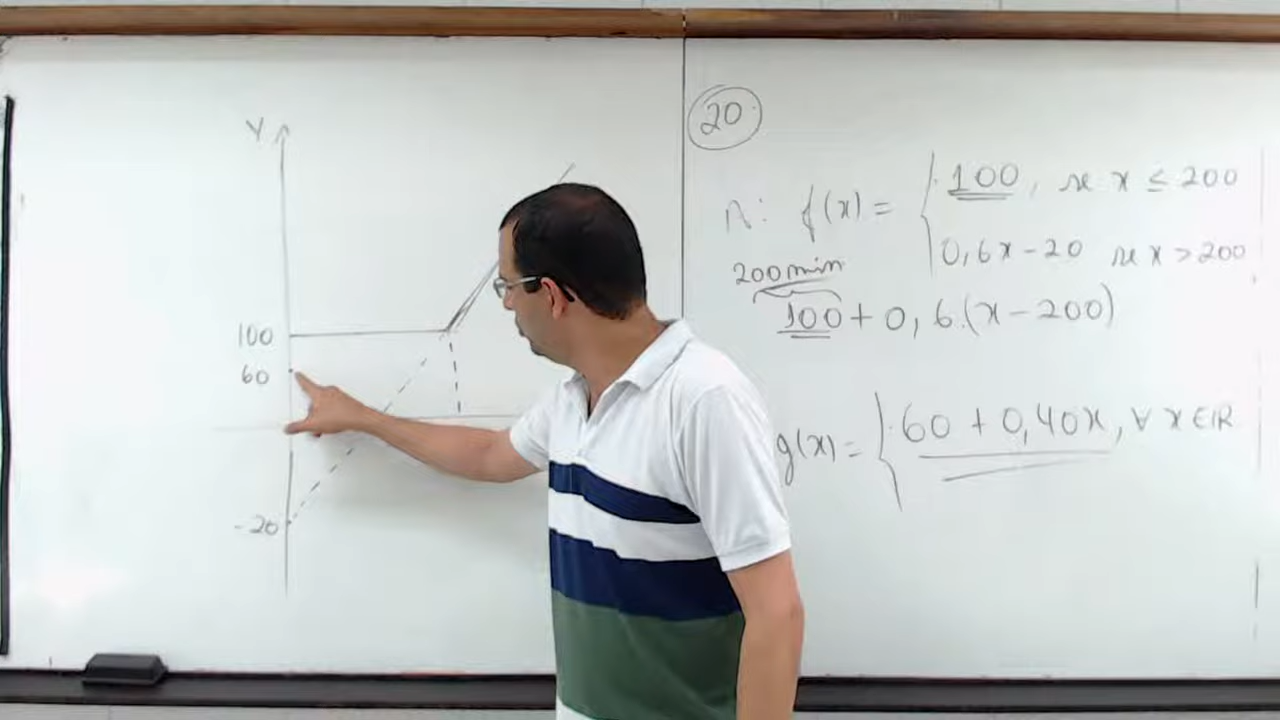 Y
100
60
-20
20
n: f(x) = { 100, se x ≤ 200
0,6x - 20 se x > 200
200min
100 + 0,6.(x - 200)
g(x) = { 60 + 0,40x, ∀ x ∈ IR